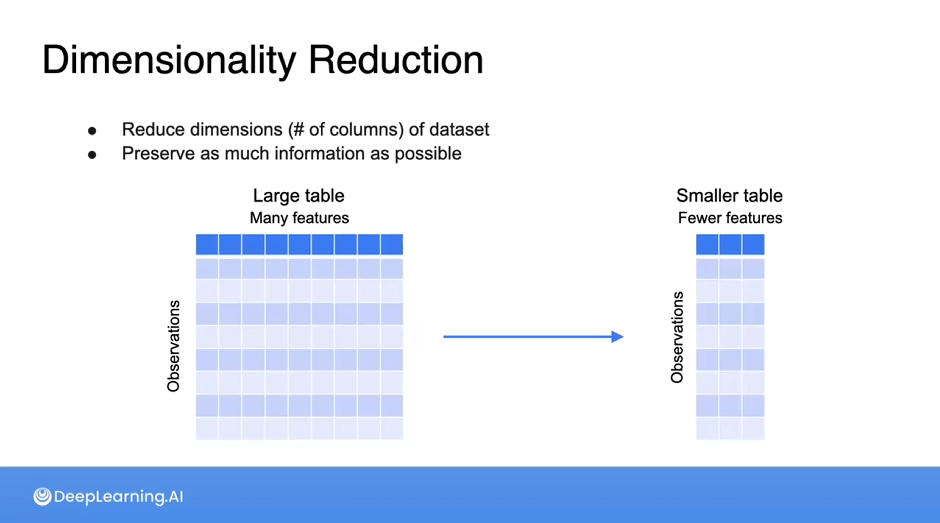 Dimensionality Reduction
● Reduce dimensions (# of columns) of dataset
● Preserve as much information as possible
Large table
Many features
Observations
Smaller table
Fewer features
Observations
DeepLearning.AI